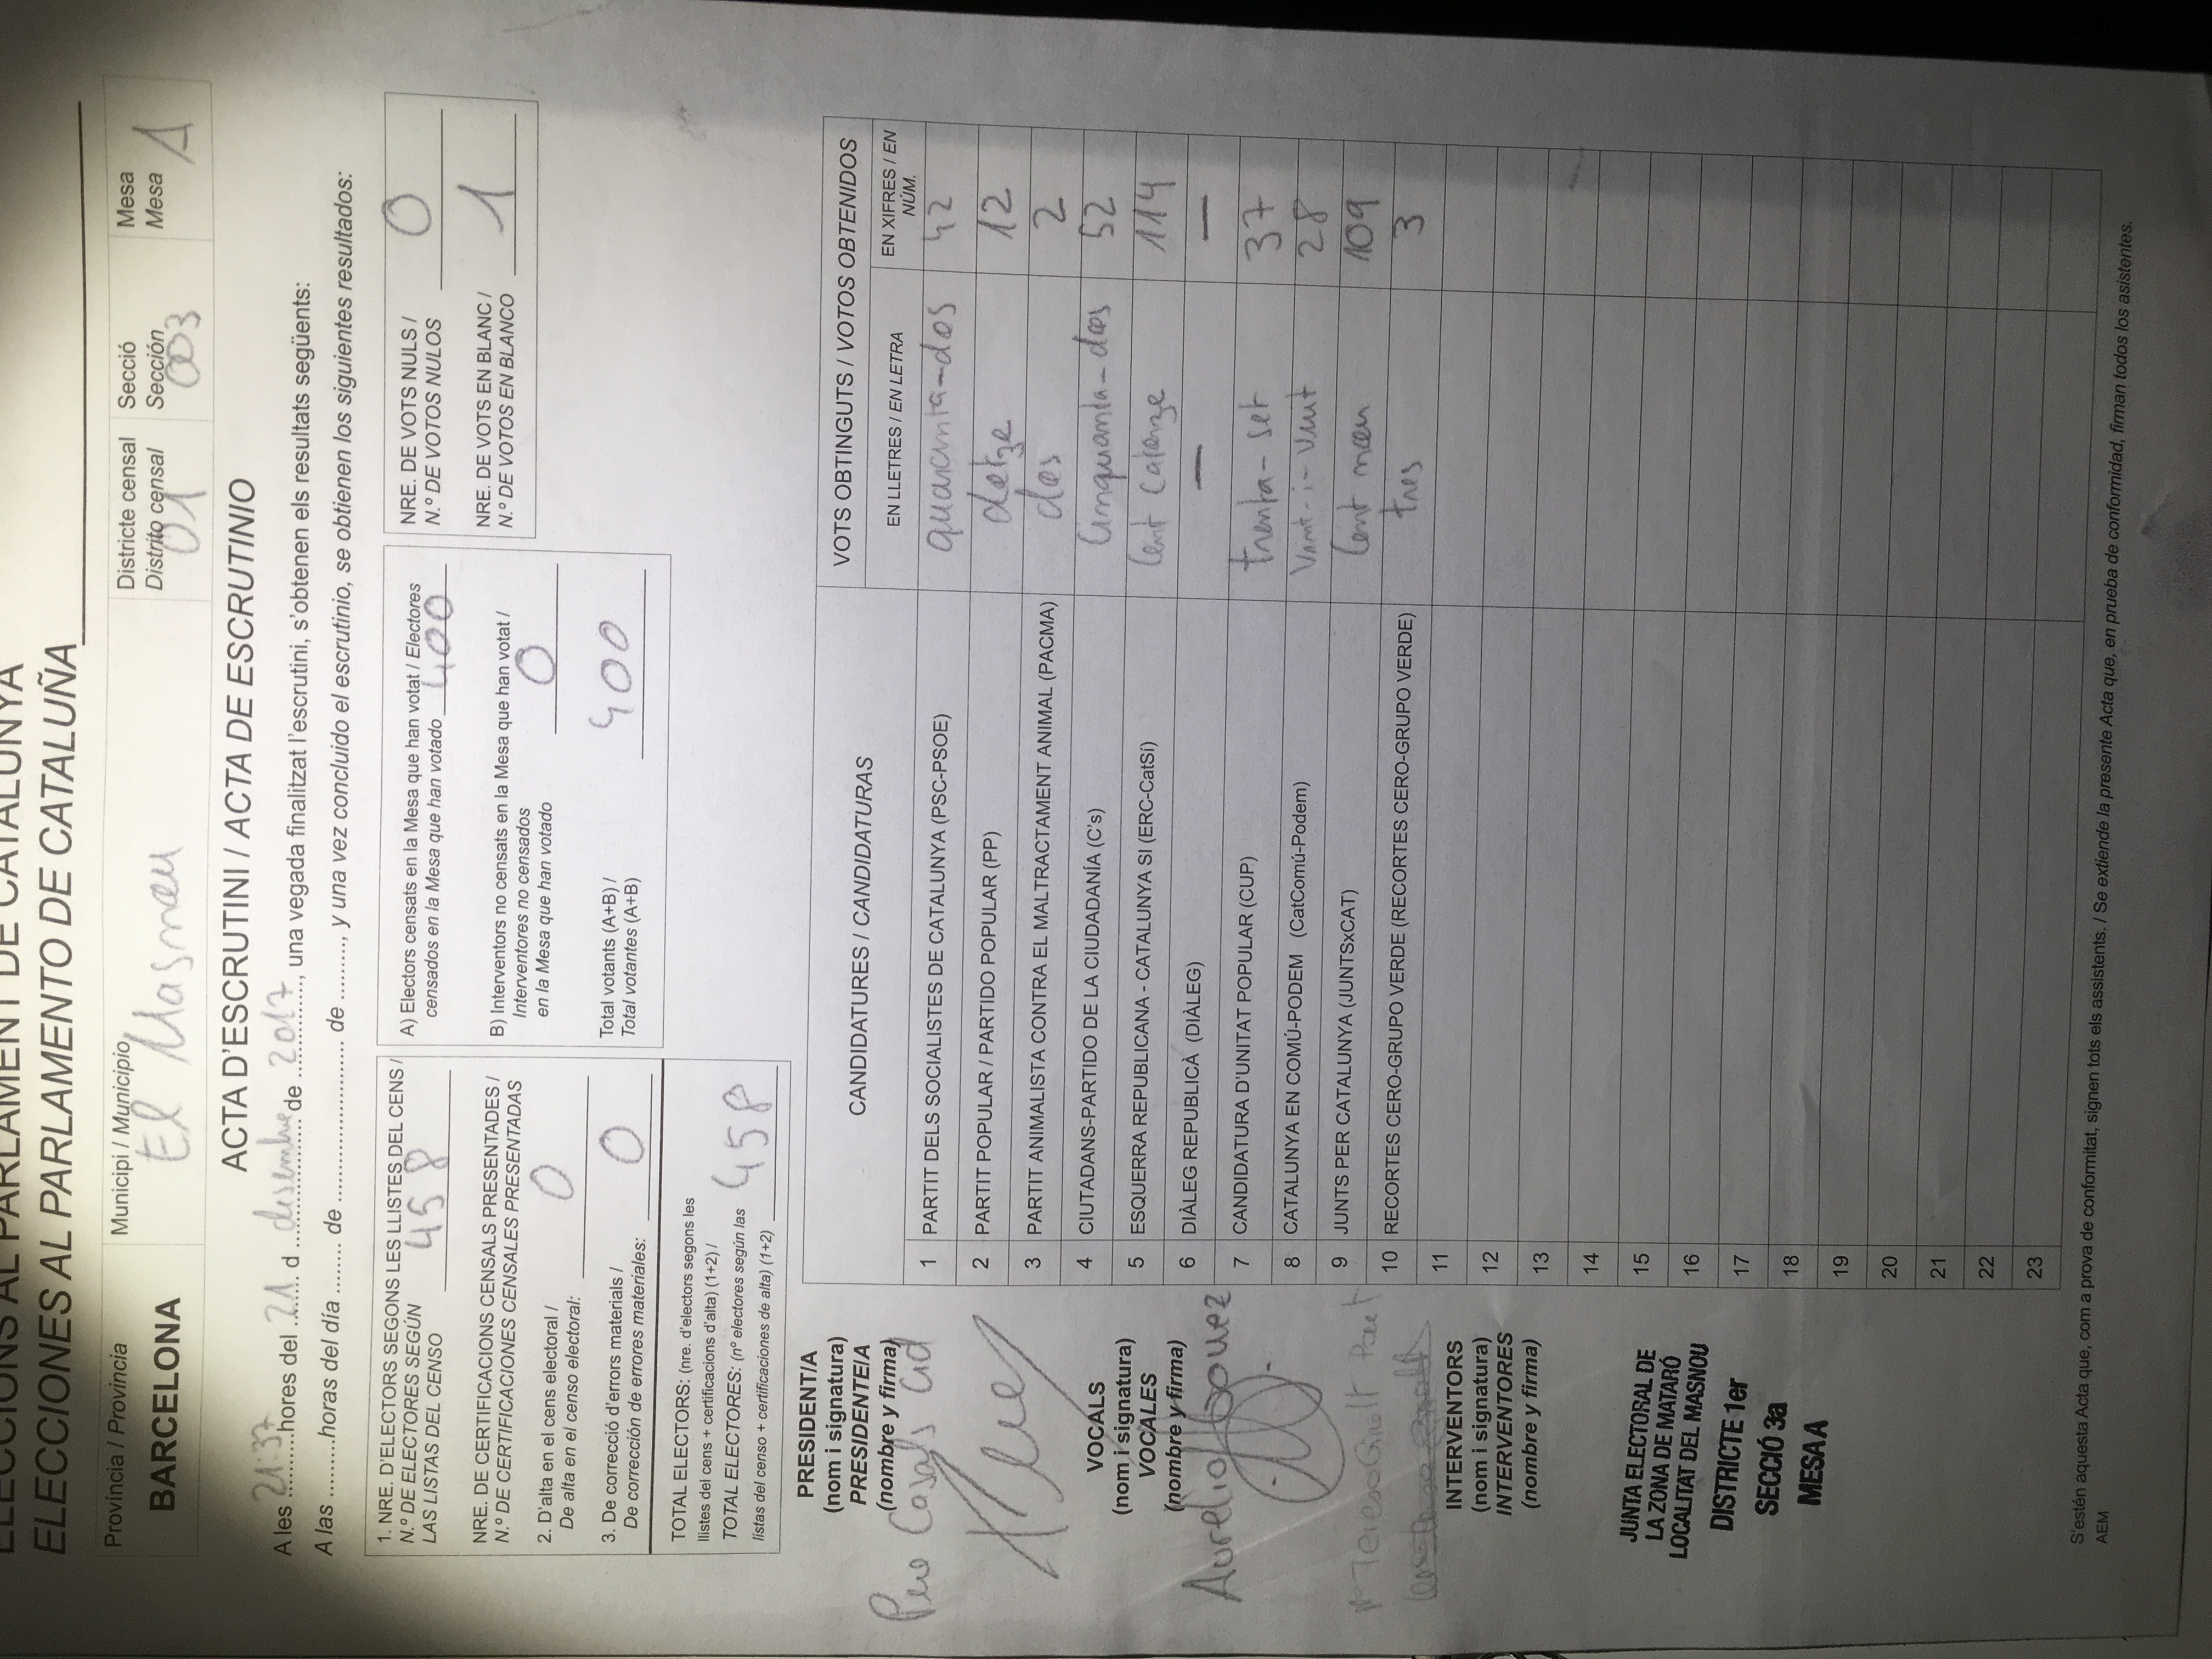 ELECCIONS AL PARLAMENT DE CATALUNYA
ELECCIONES AL PARLAMENTO DE CATALUÑA
Província / Provincia
BARCELONA
Municipi / Municipio
El Masnou
Districte censal
Distrito censal
01
Secció
Sección
003
Mesa
Mesa
A
ACTA D'ESCRUTINI / ACTA DE ESCRUTINIO
A les 21:37 hores del 21 d desembre de 2017, una vegada finalitzat l'escrutini, s'obtenen els resultats següents:
A las .........horas del día ........ de ......................... de ........., y una vez concluido el escrutinio, se obtienen los siguientes resultados:
1. NRE. D'ELECTORS SEGONS LES LLISTES DEL CENS /
N.º DE ELECTORES SEGÚN
LAS LISTAS DEL CENSO 458
NRE. DE CERTIFICACIONS CENSALS PRESENTADES /
N.º DE CERTIFICACIONES CENSALES PRESENTADAS
2. D'alta en el cens electoral /
De alta en el censo electoral: 0
3. De correcció d'errors materials /
De corrección de errores materiales: 0
TOTAL ELECTORS: (nre. d'electors segons les
llistes del cens + certificacions d'alta) (1+2) /
TOTAL ELECTORES: (nº electores según las
listas del censo + certificaciones de alta) (1+2) 458
A) Electors censats en la Mesa que han votat / Electores
censados en la Mesa que han votado 400
B) Interventors no censats en la Mesa que han votat /
Interventores no censados
en la Mesa que han votado 0
Total votants (A+B) /
Total votantes (A+B) 400
NRE. DE VOTS NULS /
N.º DE VOTOS NULOS 0
NRE. DE VOTS EN BLANC /
N.º DE VOTOS EN BLANCO 1
PRESIDENT/A
(nom i signatura)
PRESIDENTE/A
(nombre y firma)
Pere Casals Cid
VOCALS
(nom i signatura)
VOCALES
(nombre y firma)
Aurelio Gomez
Mª Teresa Giralt
INTERVENTORS
(nom i signatura)
INTERVENTORES
(nombre y firma)
JUNTA ELECTORAL DE
LA ZONA DE MATARÓ
LOCALITAT DEL MASNOU
DISTRICTE 1er
SECCIÓ 3a
MESA A
CANDIDATURES / CANDIDATURAS
VOTS OBTINGUTS / VOTOS OBTENIDOS
EN LLETRES / EN LETRA
EN XIFRES / EN
NÚM.
1 PARTIT DELS SOCIALISTES DE CATALUNYA (PSC-PSOE) quaranta-dos 42
2 PARTIT POPULAR / PARTIDO POPULAR (PP) dotze 12
3 PARTIT ANIMALISTA CONTRA EL MALTRACTAMENT ANIMAL (PACMA) dos 2
4 CIUTADANS-PARTIDO DE LA CIUDADANÍA (C's) Cinquanta-dos 52
5 ESQUERRA REPUBLICANA - CATALUNYA SI (ERC-CatSí) Cent Catorze 114
6 DIÀLEG REPUBLICÀ (DIÀLEG) — —
7 CANDIDATURA D'UNITAT POPULAR (CUP) trenta-set 37
8 CATALUNYA EN COMÚ-PODEM (CatComú-Podem) Vint-i-vuit 28
9 JUNTS PER CATALUNYA (JUNTSxCAT) Cent nou 109
10 RECORTES CERO-GRUPO VERDE (RECORTES CERO-GRUPO VERDE) tres 3
11
12
13
14
15
16
17
18
19
20
21
22
23
S'estén aquesta Acta que, com a prova de conformitat, signen tots els assistents. / Se extiende la presente Acta que, en prueba de conformidad, firman todos los asistentes.
AEM